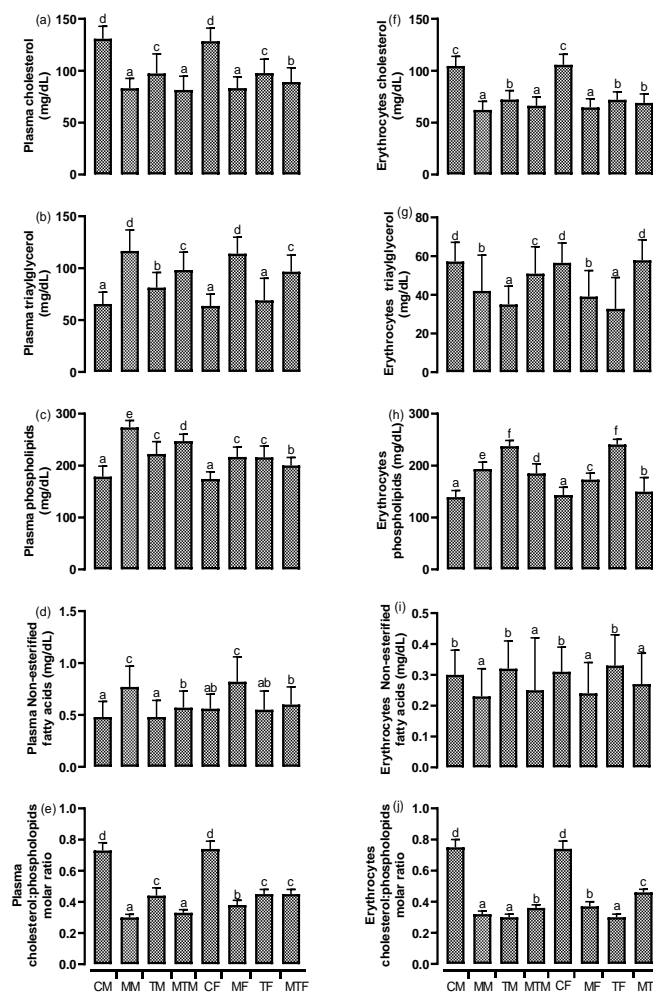 (a)
Plasma cholesterol
(mg/dL)
150
100
50
0
d a c a d a c b
(f)
Erythrocytes cholesterol
(mg/dL)
150
100
50
0
c a b a c a b b
(b)
Plasma triaylglycerol
(mg/dL)
150
100
50
0
a d b c a d a c
(g)
Erythrocytes triaylglycerol
(mg/dL)
80
60
40
20
0
d b a c d b a d
(c)
Plasma phospholipids
(mg/dL)
300
200
100
0
a e c d a c c b
(h)
Erythrocytes
phospholipids (mg/dL)
300
200
100
0
a e f d a c f b
(d)
Plasma Non-esterified
fatty acids (mg/dL)
1.5
1.0
0.5
0.0
a c a b ab c ab b
(i)
Erythrocytes Non-esterified
fatty acids (mg/dL)
0.5
0.4
0.3
0.2
0.1
0.0
b a b a b a b a
(e)
Plasma
cholesterol:phospholopids
molar ratio
1.0
0.8
0.6
0.4
0.2
0.0
d a c a d b c c
CM MM TM MTM CF MF TF MTF
(j)
Erythrocytes
cholesterol:phospholopids
molar ratio
1.0
0.8
0.6
0.4
0.2
0.0
d a a b d b a c
CM MM TM MTM CF MF TF MT